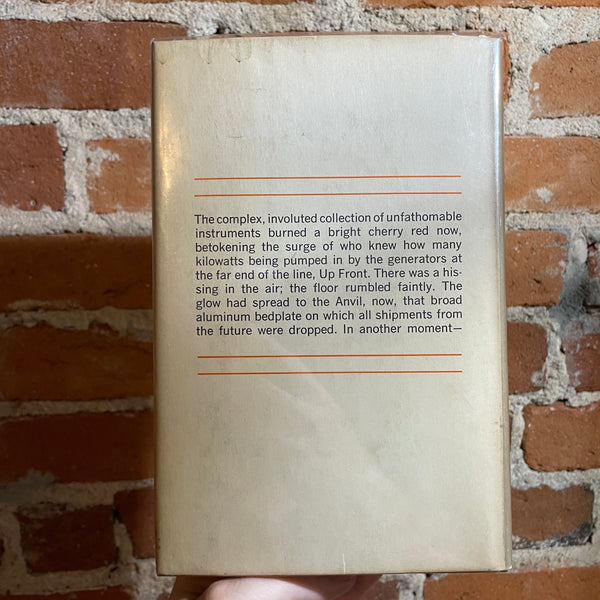 The complex, involuted collection of unfathomable
instruments burned a bright cherry red now,
betokening the surge of who knew how many
kilowatts being pumped in by the generators at
the far end of the line, Up Front. There was a his-
sing in the air; the floor rumbled faintly. The
glow had spread to the Anvil, now, that broad
aluminum bedplate on which all shipments from
the future were dropped. In another moment—